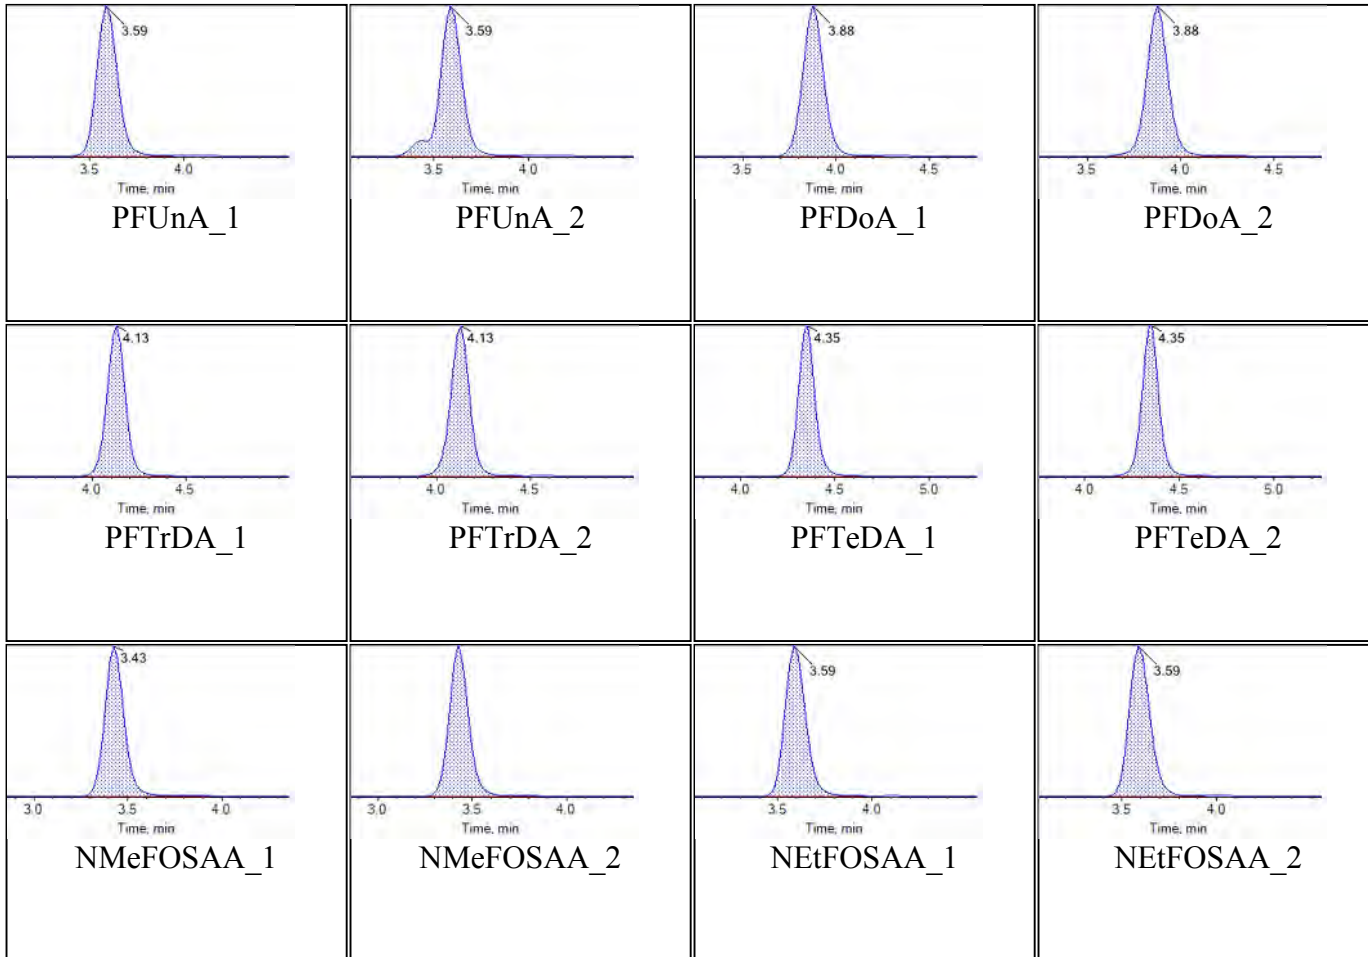 3.59
3.59
3.88
3.88
3.5 4.0
3.5 4.0
3.5 4.0 4.5
3.5 4.0 4.5
Time, min
Time, min
Time, min
Time, min
PFUnA_1
PFUnA_2
PFDoA_1
PFDoA_2
4.13
4.13
4.35
4.35
4.0 4.5
4.0 4.5
4.0 4.5 5.0
4.0 4.5 5.0
Time, min
Time, min
Time, min
Time, min
PFTrDA_1
PFTrDA_2
PFTeDA_1
PFTeDA_2
3.43
3.59
3.59
3.0 3.5 4.0
3.0 3.5 4.0
3.5 4.0
3.5 4.0
Time, min
Time, min
Time, min
Time, min
NMeFOSAA_1
NMeFOSAA_2
NEtFOSAA_1
NEtFOSAA_2